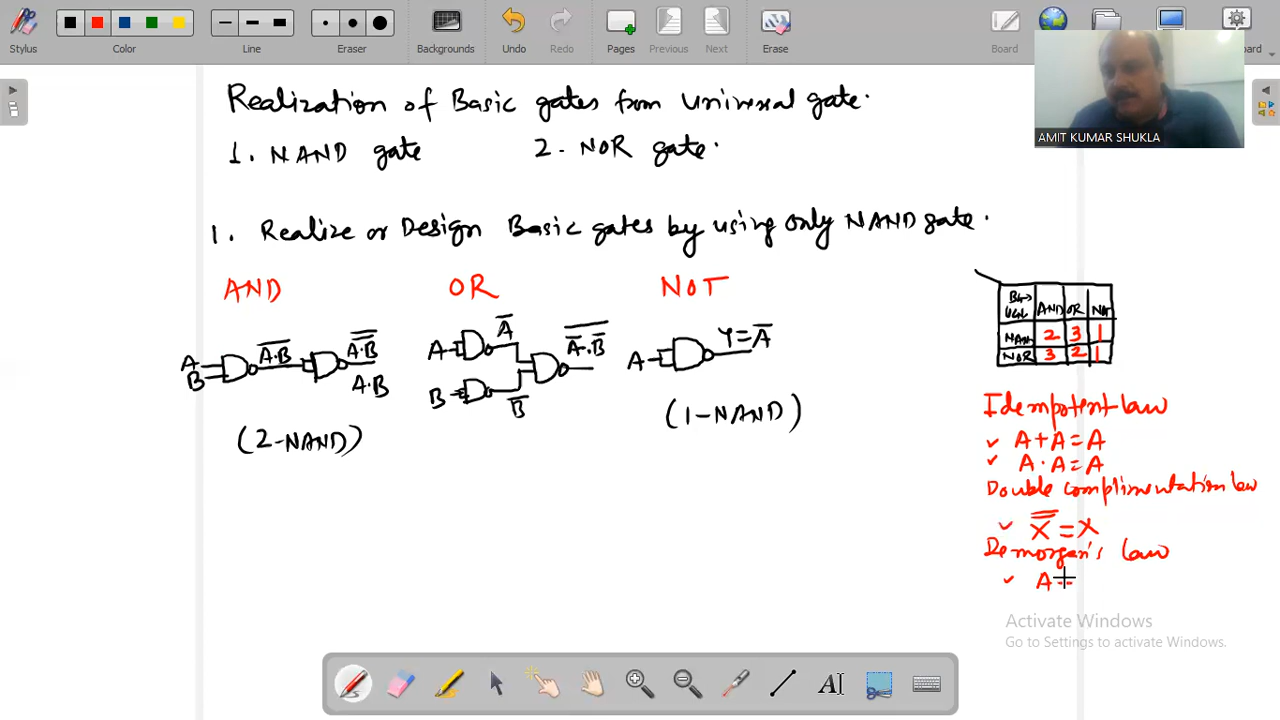 Stylus
Color
Line
Eraser
Backgrounds
Undo
Redo
Pages
Previous
Next
Erase
Board
AMIT KUMAR SHUKLA
Realization of Basic gates from Universal gate.
1. NAND gate 2- NOR gate.
1. Realize or Design Basic gates by using only NAND gate.
AND OR NOT
A
B
A̅·̅B̅
A̿·̿B̿
A·B
(2-NAND)
A
A̅
B
B̅
A̅·B̅
A
Y=A̅
(1-NAND)
AND OR NOT
2 3 1
NOR 3 2 1
Idempotent law
✓ A+A=A
✓ A·A=A
Double complimentation law
✓ X̿=X
Demorgan's law
✓ A
Activate Windows
Go to Settings to activate Windows.